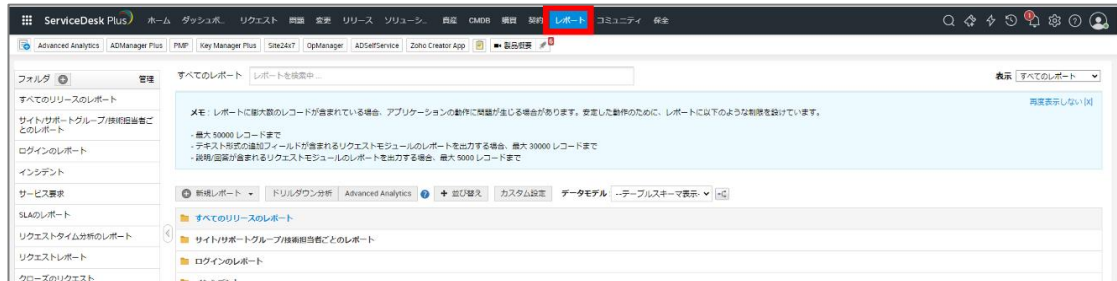 ServiceDesk Plus ホーム ダッシュボ.. リクエスト 問題 変更 リリース ソリューシ.. 資産 CMDB 購買 契約 レポート コミュニティ 保全
Advanced Analytics ADManager Plus PMP Key Manager Plus Site24x7 OpManager ADSelfService Zoho Creator App 製品概要
フォルダ 管理 すべてのレポート レポートを検索中 ... 表示 すべてのレポート
すべてのリリースのレポート
サイト/サポートグループ/技術担当者ごとのレポート
ログインのレポート
インシデント
サービス要求
SLAのレポート
リクエストタイム分析のレポート
リクエストレポート
クローズのリクエスト
再度表示しない [X]
メモ : レポートに膨大数のレコードが含まれている場合、アプリケーションの動作に問題が生じる場合があります。安定した動作のために、レポートに以下のような制限を設けています。
- 最大 50000 レコードまで
- テキスト形式の追加フィールドが含まれるリクエストモジュールのレポートを出力する場合、最大 30000 レコードまで
- 説明/回答が含まれるリクエストモジュールのレポートを出力する場合、最大 5000 レコードまで
新規レポート ドリルダウン分析 Advanced Analytics 並び替え カスタム設定 データモデル --テーブルスキーマ表示-
すべてのリリースのレポート
サイト/サポートグループ/技術担当者ごとのレポート
ログインのレポート